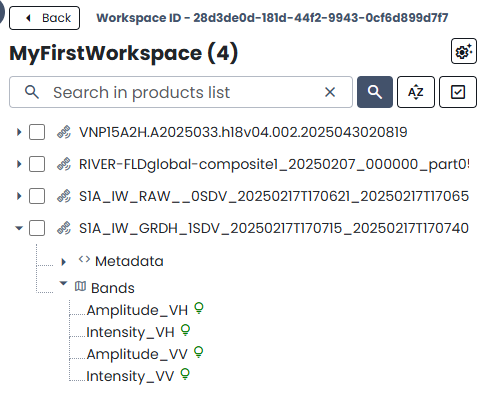 Back Workspace ID - 28d3de0d-181d-44f2-9943-0cf6d899d7f7
MyFirstWorkspace (4)
Search in products list
VNP15A2H.A2025033.h18v04.002.2025043020819
RIVER-FLDglobal-composite1_20250207_000000_part05
S1A_IW_RAW__0SDV_20250217T170621_20250217T17065
S1A_IW_GRDH_1SDV_20250217T170715_20250217T170740
Metadata
Bands
Amplitude_VH
Intensity_VH
Amplitude_VV
Intensity_VV